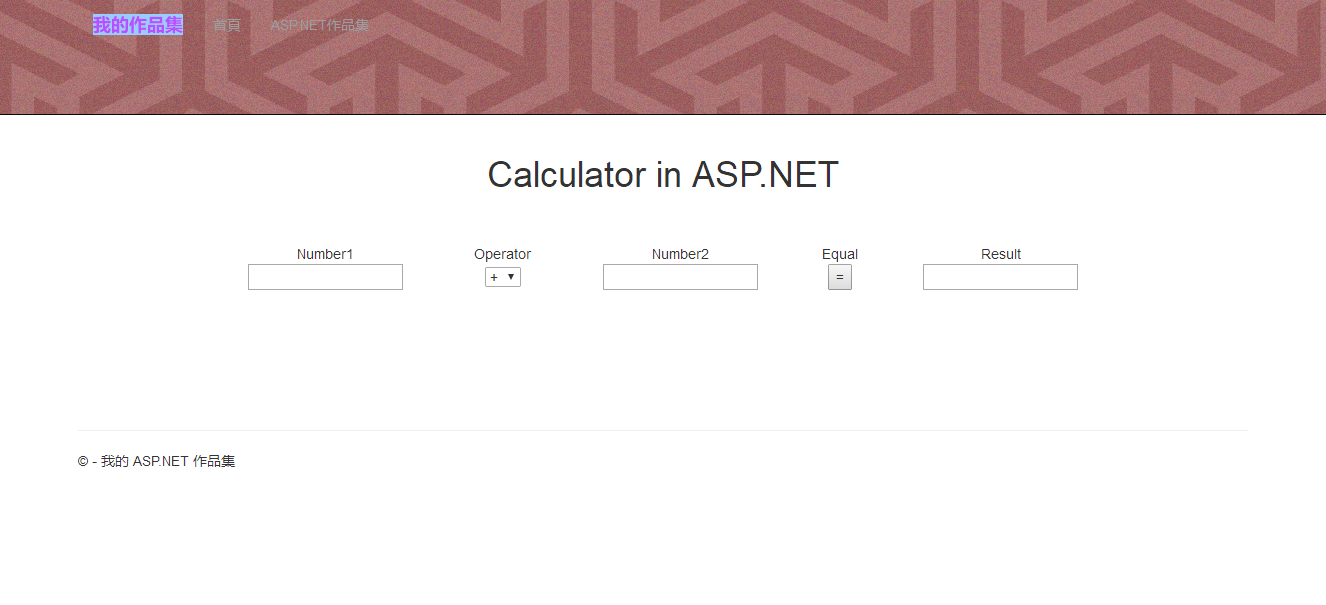 我的作品集 首頁 ASP.NET作品集
Calculator in ASP.NET
Number1 Operator Number2 Equal Result
+ ▼ =
© - 我的 ASP.NET 作品集